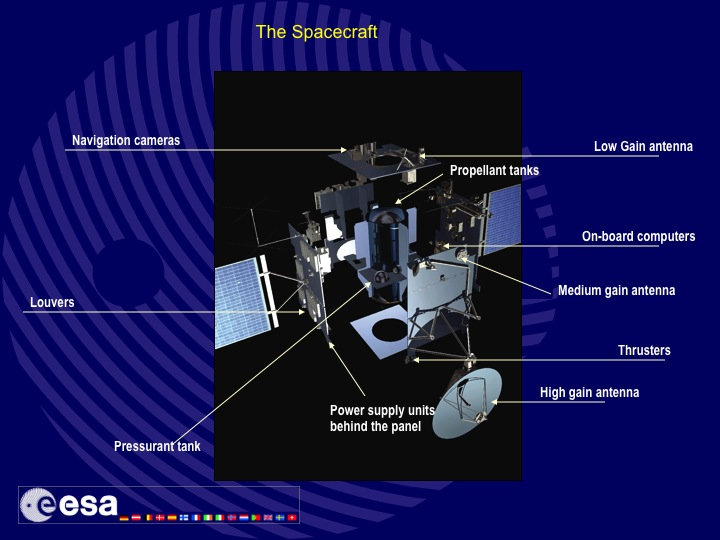 The Spacecraft
Navigation cameras
Low Gain antenna
Propellant tanks
On-board computers
Medium gain antenna
Louvers
Thrusters
High gain antenna
Power supply units
behind the panel
Pressurant tank
esa